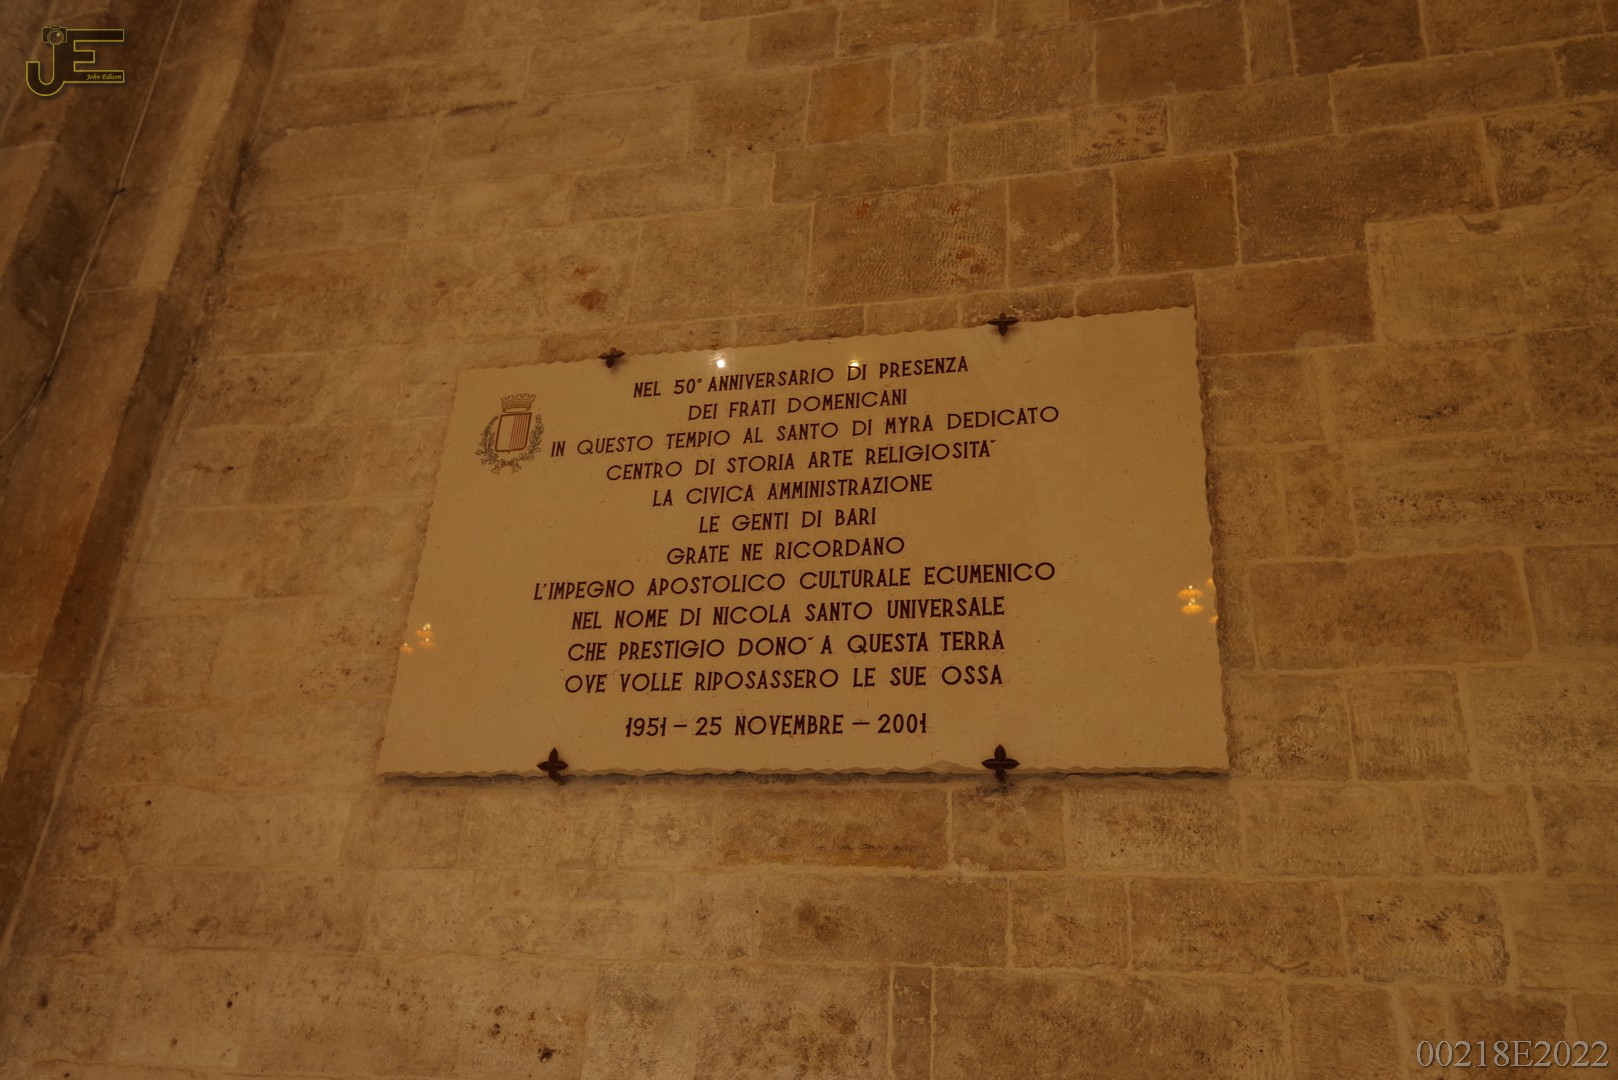 JE
John Edison
NEL 50° ANNIVERSARIO DI PRESENZA
DEI FRATI DOMENICANI
IN QUESTO TEMPIO AL SANTO DI MYRA DEDICATO
CENTRO DI STORIA ARTE RELIGIOSITA´
LA CIVICA AMMINISTRAZIONE
LE GENTI DI BARI
GRATE NE RICORDANO
L'IMPEGNO APOSTOLICO CULTURALE ECUMENICO
NEL NOME DI NICOLA SANTO UNIVERSALE
CHE PRESTIGIO DONO´ A QUESTA TERRA
OVE VOLLE RIPOSASSERO LE SUE OSSA
1951 – 25 NOVEMBRE – 2001
00218E2022